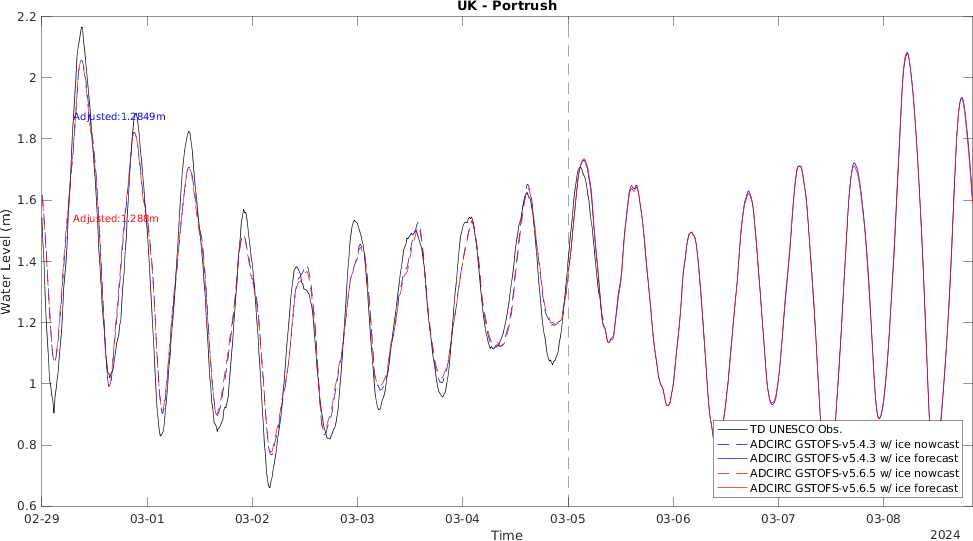 UK - Portrush
2.2
2
1.8
1.6
1.4
1.2
1
0.8
0.6
Water Level (m)
Adjusted:1.2849m
Adjusted:1.288m
TD UNESCO Obs.
ADCIRC GSTOFS-v5.4.3 w/ ice nowcast
ADCIRC GSTOFS-v5.4.3 w/ ice forecast
ADCIRC GSTOFS-v5.6.5 w/ ice nowcast
ADCIRC GSTOFS-v5.6.5 w/ ice forecast
02-29 03-01 03-02 03-03 03-04 03-05 03-06 03-07 03-08
Time
2024